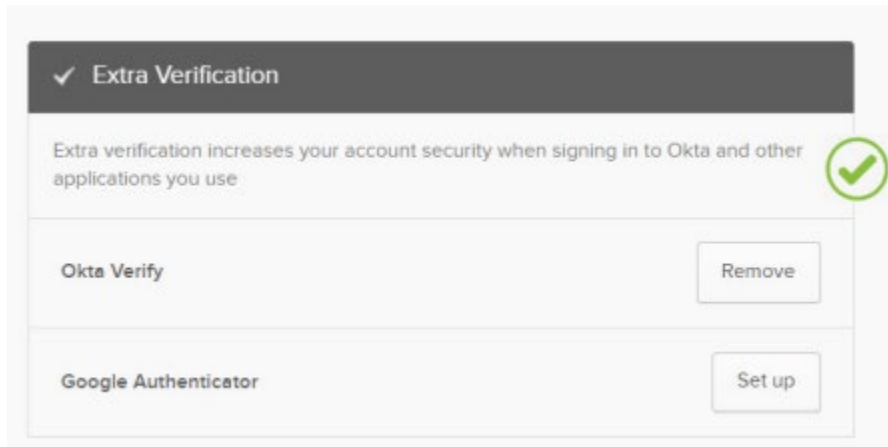 Extra Verification
Extra verification increases your account security when signing in to Okta and other
applications you use
Okta Verify
Remove
Google Authenticator
Set up